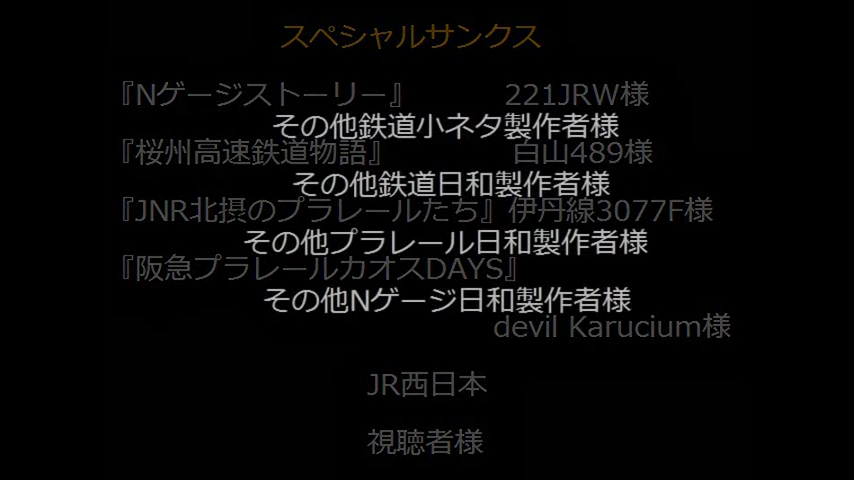 スペシャルサンクス
『Nゲージストーリー』 221JRW様
その他鉄道小ネタ製作者様
『桜州高速鉄道物語』 白山489様
その他鉄道日和製作者様
『JNR北摂のプラレールたち』伊丹線3077F様
その他プラレール日和製作者様
『阪急プラレールカオスDAYS』
その他Nゲージ日和製作者様
devil Karucium様
JR西日本
視聴者様